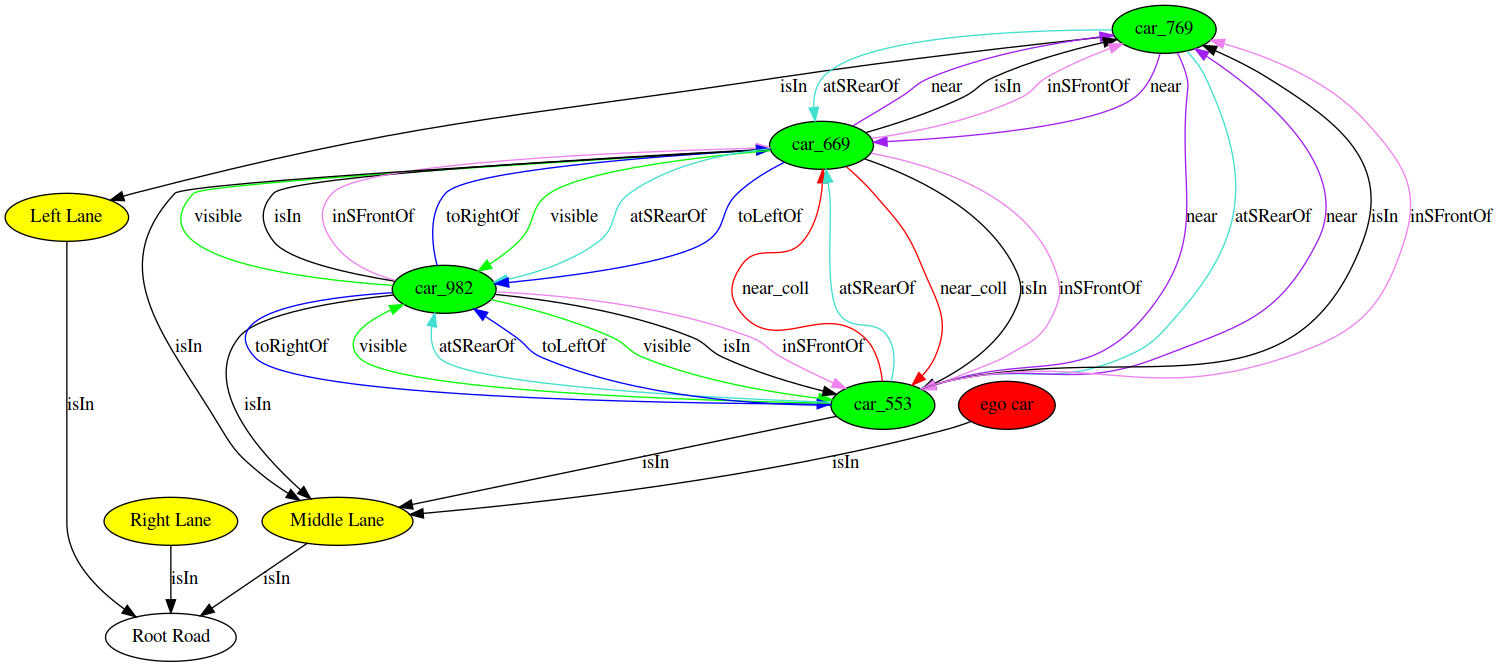 car_769
isIn
atSRearOf
near
isIn
inSFrontOf
near
car_669
Left Lane
visible
isIn
inSFrontOf
toRightOf
visible
atSRearOf
toLeftOf
near
atSRearOf
near
isIn
inSFrontOf
car_982
near_coll
atSRearOf
near_coll
isIn
inSFrontOf
isIn
toRightOf
visible
atSRearOf
toLeftOf
visible
isIn
inSFrontOf
isIn
isIn
car_553
ego car
isIn
isIn
Right Lane
Middle Lane
isIn
isIn
Root Road